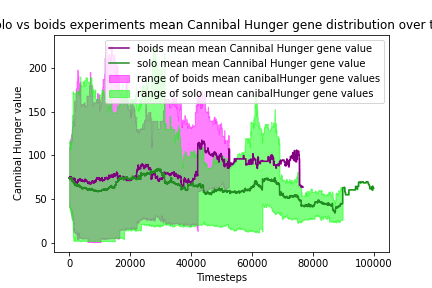 olo vs boids experiments mean Cannibal Hunger gene distribution over t
boids mean mean Cannibal Hunger gene value
solo mean mean Cannibal Hunger gene value
range of boids mean canibalHunger gene values
range of solo mean canibalHunger gene values
Cannibal Hunger value
200
150
100
50
0
0 20000 40000 60000 80000 100000
Timesteps